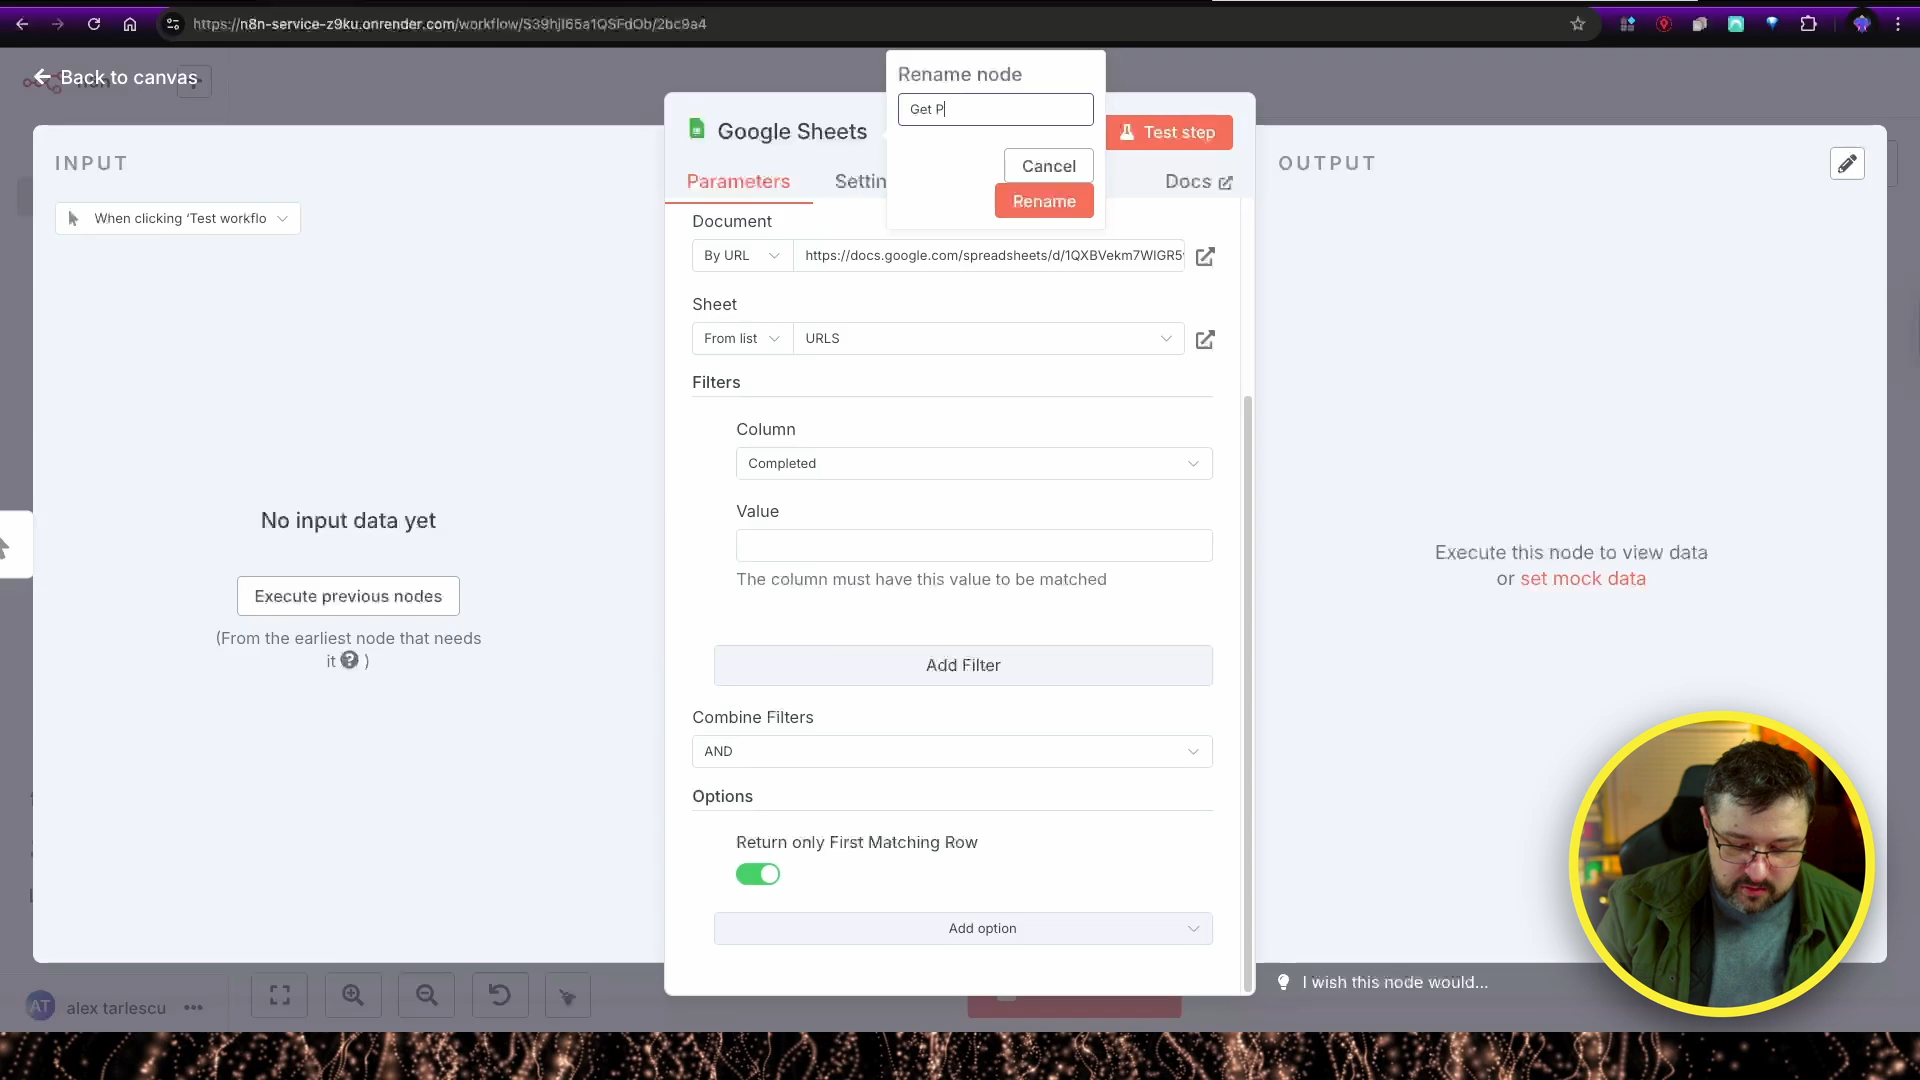 https://n8n-service-z9ku.onrender.com/workflow/S39hjI65a1QSFdOb/2bc9a4
Back to canvas
Rename node
Get P
Cancel
Rename
Google Sheets
Test step
Parameters
Settin
Docs
INPUT
When clicking ‘Test workflo
No input data yet
Execute previous nodes
(From the earliest node that needs
it ? )
Document
By URL
https://docs.google.com/spreadsheets/d/1QXBVekm7WIGR5
Sheet
From list
URLS
Filters
Column
Completed
Value
The column must have this value to be matched
Add Filter
Combine Filters
AND
Options
Return only First Matching Row
Add option
OUTPUT
Execute this node to view data
or set mock data
I wish this node would...
AT
alex tarlescu